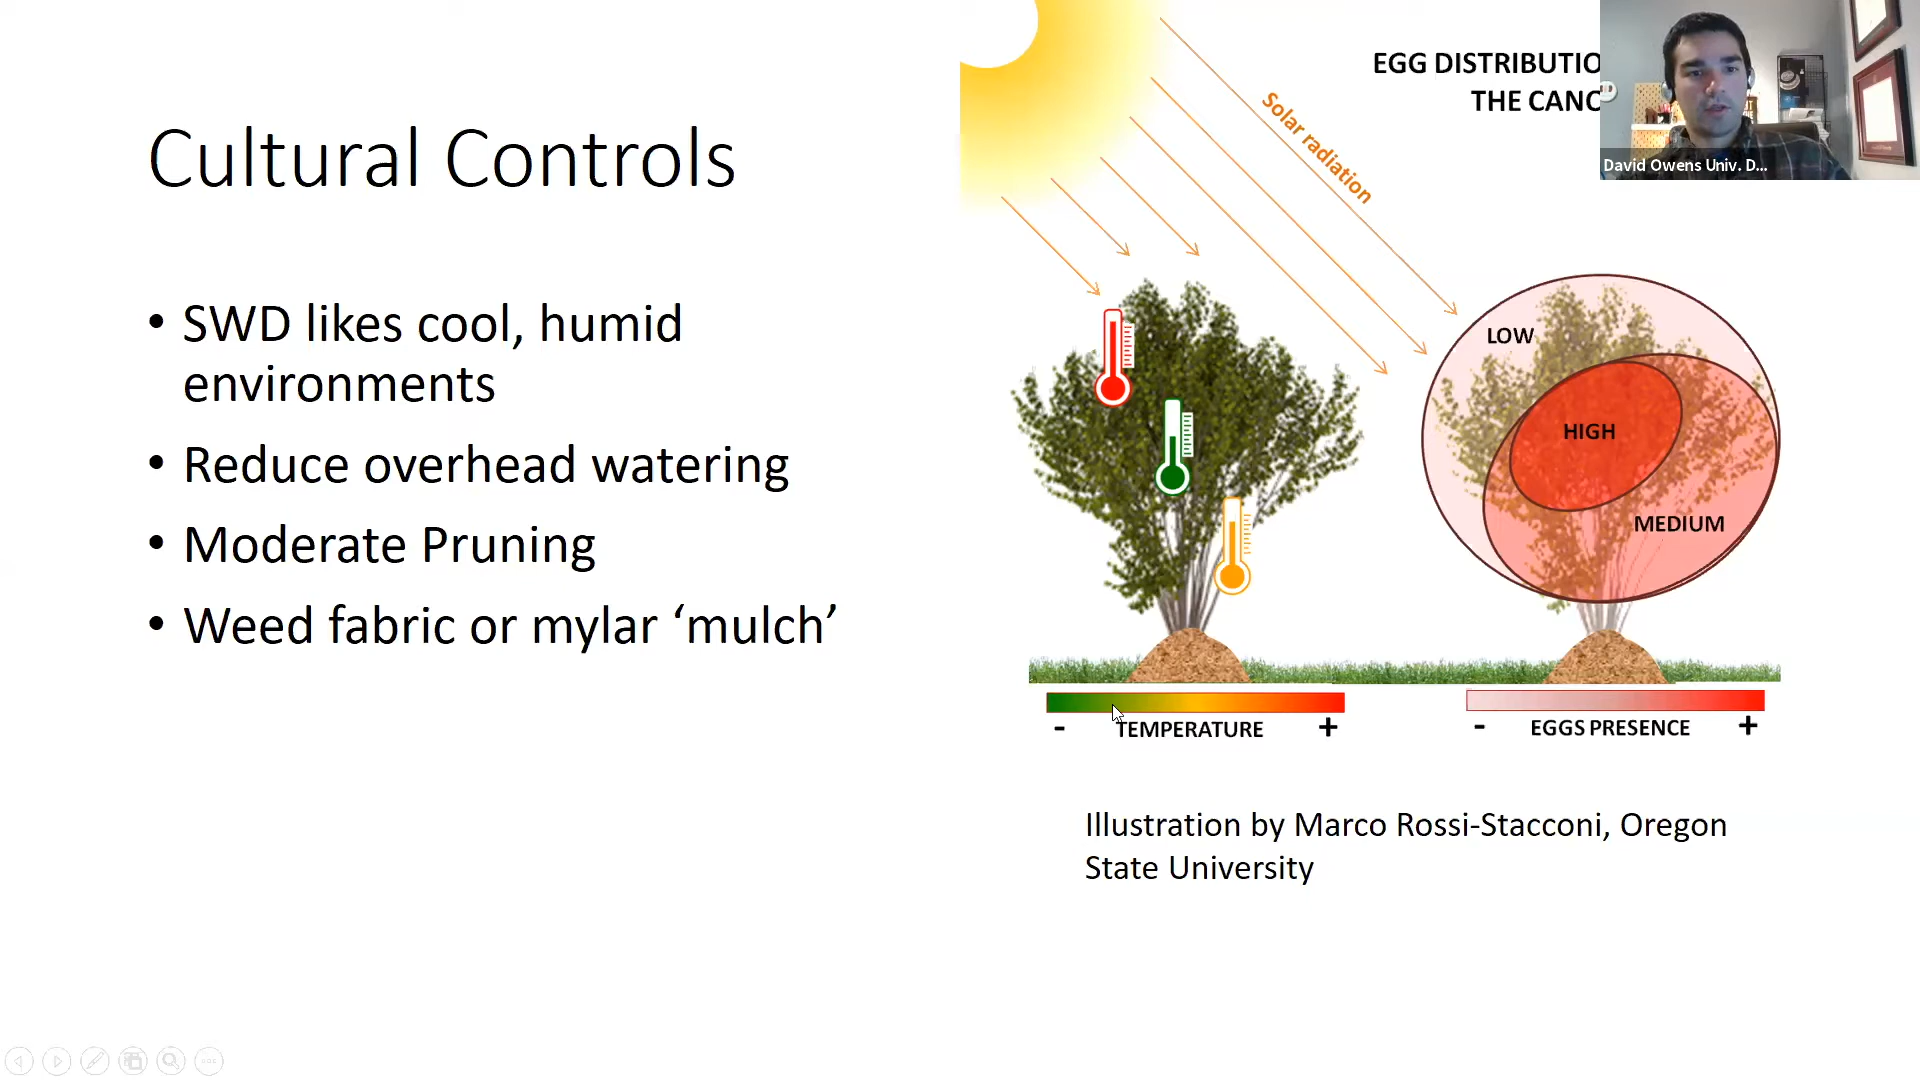 Cultural Controls
• SWD likes cool, humid
environments
• Reduce overhead watering
• Moderate Pruning
• Weed fabric or mylar ‘mulch’
EGG DISTRIBUTIO
THE CANC
Solar radiation
LOW
HIGH
MEDIUM
- TEMPERATURE +
- EGGS PRESENCE +
Illustration by Marco Rossi-Stacconi, Oregon
State University
David Owens Univ. D...